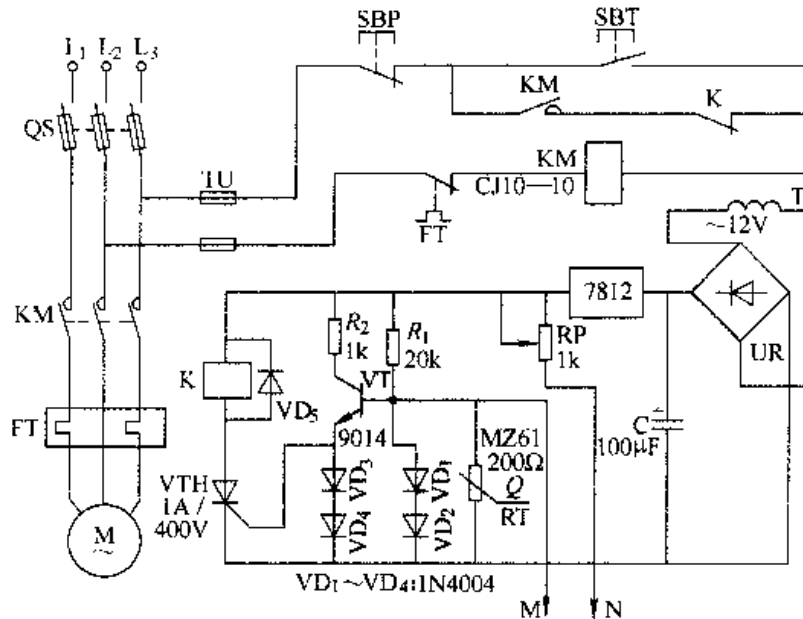 SBP
SBT
L1 L2 L3
KM
K
QS
TU
KM
CJ10—10
FT
T
~12V
7812
UR
KM
R2
1k
R1
20k
RP
1k
K
VT
VD5
9014
C
100μF
FT
MZ61
200Ω
Q
RT
VTH
1A/
400V
VD3
VD1
VD4
VD2
M
~
VD1~VD4:1N4004
M
N